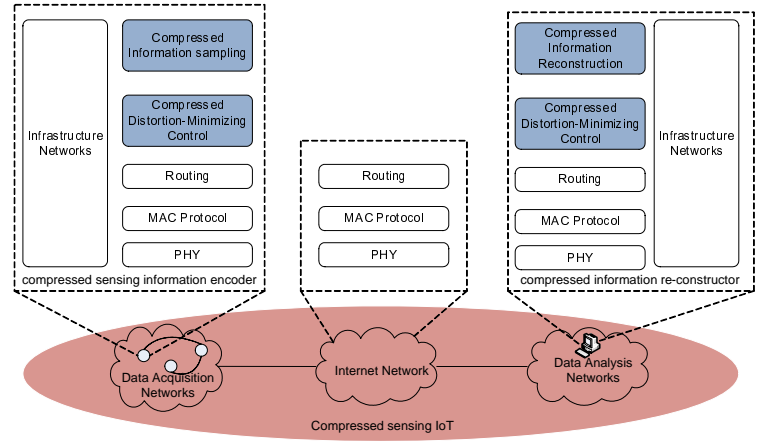 Infrastructure
Networks
Compressed
Information sampling
Compressed
Distortion-Minimizing
Control
Routing
MAC Protocol
PHY
compressed sensing information encoder
Routing
MAC Protocol
PHY
Compressed
Information
Reconstruction
Compressed
Distortion-Minimizing
Control
Routing
MAC Protocol
PHY
Infrastructure
Networks
compressed information re-constructor
Data Acquisition
Networks
Internet Network
Data Analysis
Networks
Compressed sensing IoT